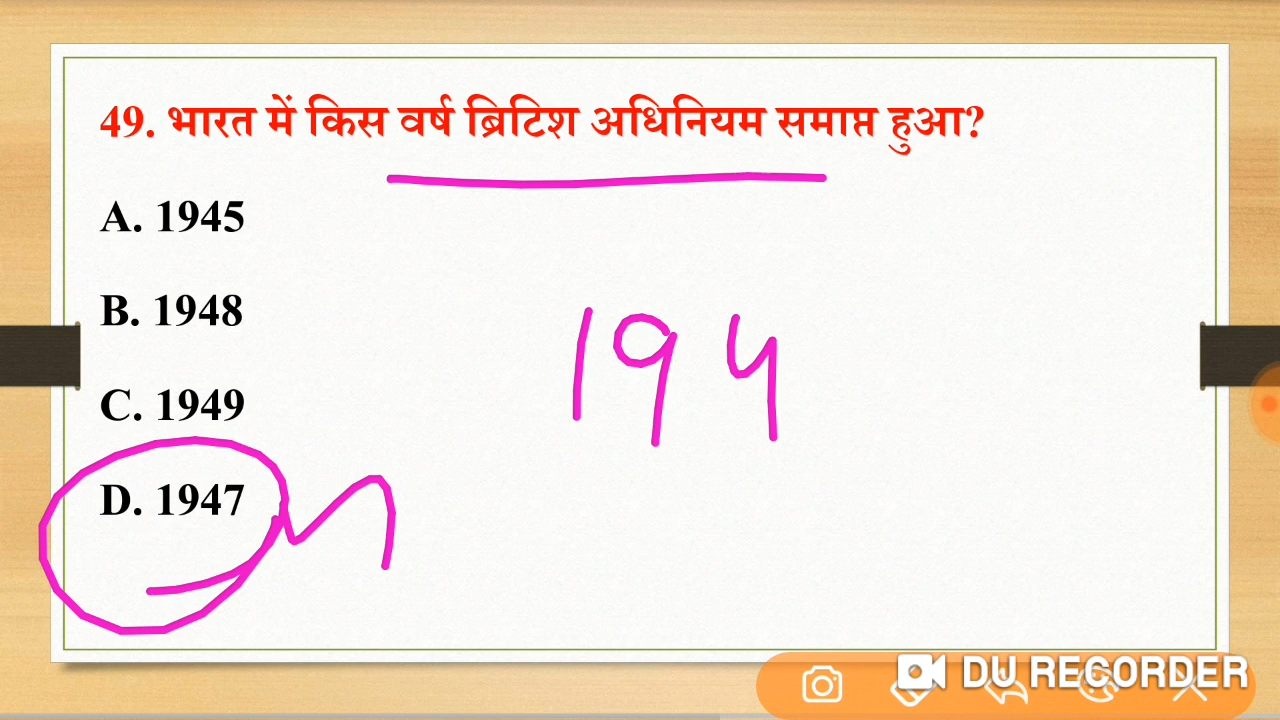 49. भारत में किस वर्ष ब्रिटिश अधिनियम समाप्त हुआ?
A. 1945
B. 1948
194
C. 1949
D. 1947
DU RECORDER